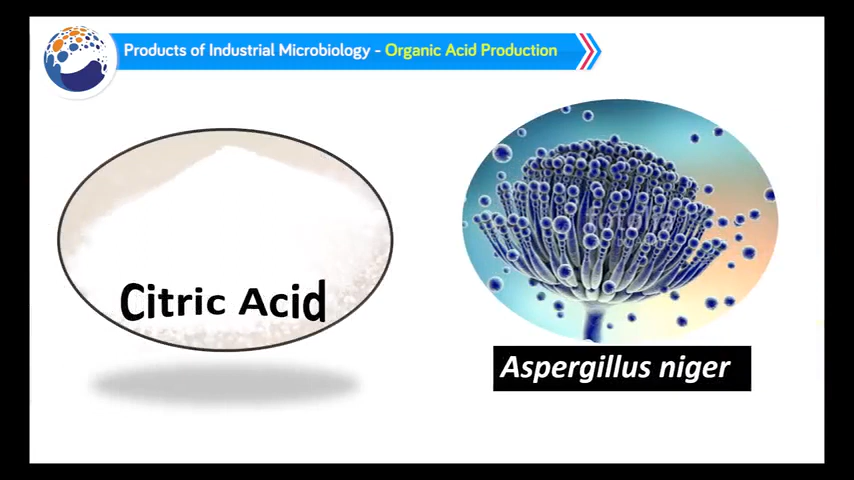 Products of Industrial Microbiology - Organic Acid Production
Citric Acid
Aspergillus niger